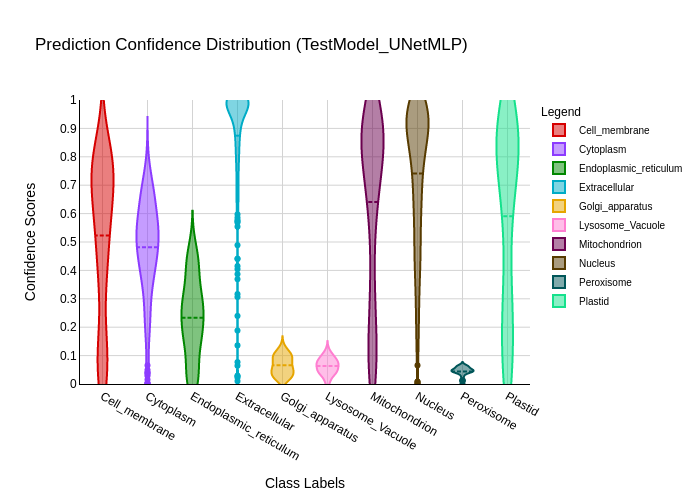 Prediction Confidence Distribution (TestModel_UNetMLP)
Confidence Scores
1
0.9
0.8
0.7
0.6
0.5
0.4
0.3
0.2
0.1
0
Cell_membrane
Cytoplasm
Endoplasmic_reticulum
Extracellular
Golgi_apparatus
Lysosome_Vacuole
Mitochondrion
Nucleus
Peroxisome
Plastid
Class Labels
Legend
Cell_membrane
Cytoplasm
Endoplasmic_reticulum
Extracellular
Golgi_apparatus
Lysosome_Vacuole
Mitochondrion
Nucleus
Peroxisome
Plastid